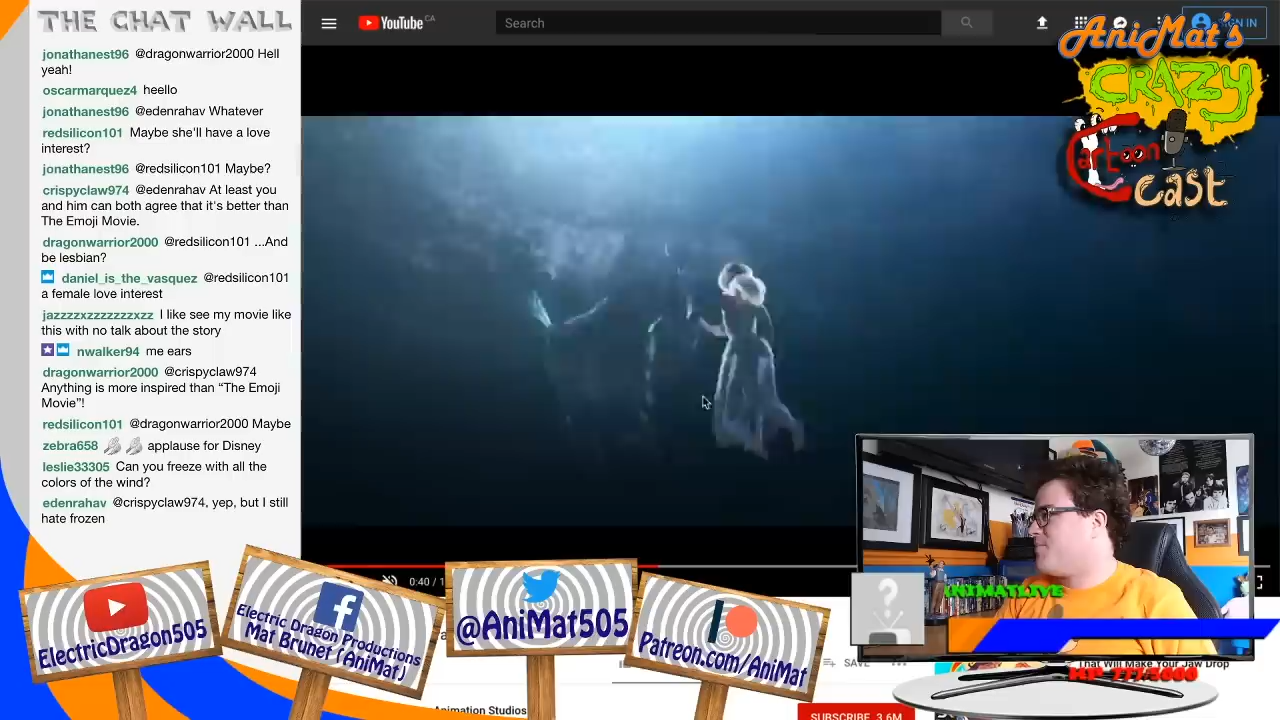 THE CHAT WALL
jonathanest96 @dragonwarrior2000 Hell
yeah!
oscarmarquez4 heello
jonathanest96 @edenrahav Whatever
redsilicon101 Maybe she'll have a love
interest?
jonathanest96 @redsilicon101 Maybe?
crispyclaw974 @edenrahav At least you
and him can both agree that it's better than
The Emoji Movie.
dragonwarrior2000 @redsilicon101 ...And
be lesbian?
daniel_is_the_vasquez @redsilicon101
a female love interest
jazzzzxzzzzzzzxzz I like see my movie like
this with no talk about the story
nwalker94 me ears
dragonwarrior2000 @crispyclaw974
Anything is more inspired than “The Emoji
Movie”!
redsilicon101 @dragonwarrior2000 Maybe
zebra658 applause for Disney
leslie33305 Can you freeze with all the
colors of the wind?
edenrahav @crispyclaw974, yep, but I still
hate frozen
YouTube CA
Search
SIGN IN
AniMat's
CRAZY
Cartoon
Cast
0:40 / 1
ElectricDragon505
Electric Dragon Productions
Mat Brunet (AniMat)
@AniMat505
Patreon.com/AniMat
ANIMATLIVE
SAVE
That Will Make Your Jaw Drop
HP 777/5000
Animation Studios
SUBSCRIBE 3.6M